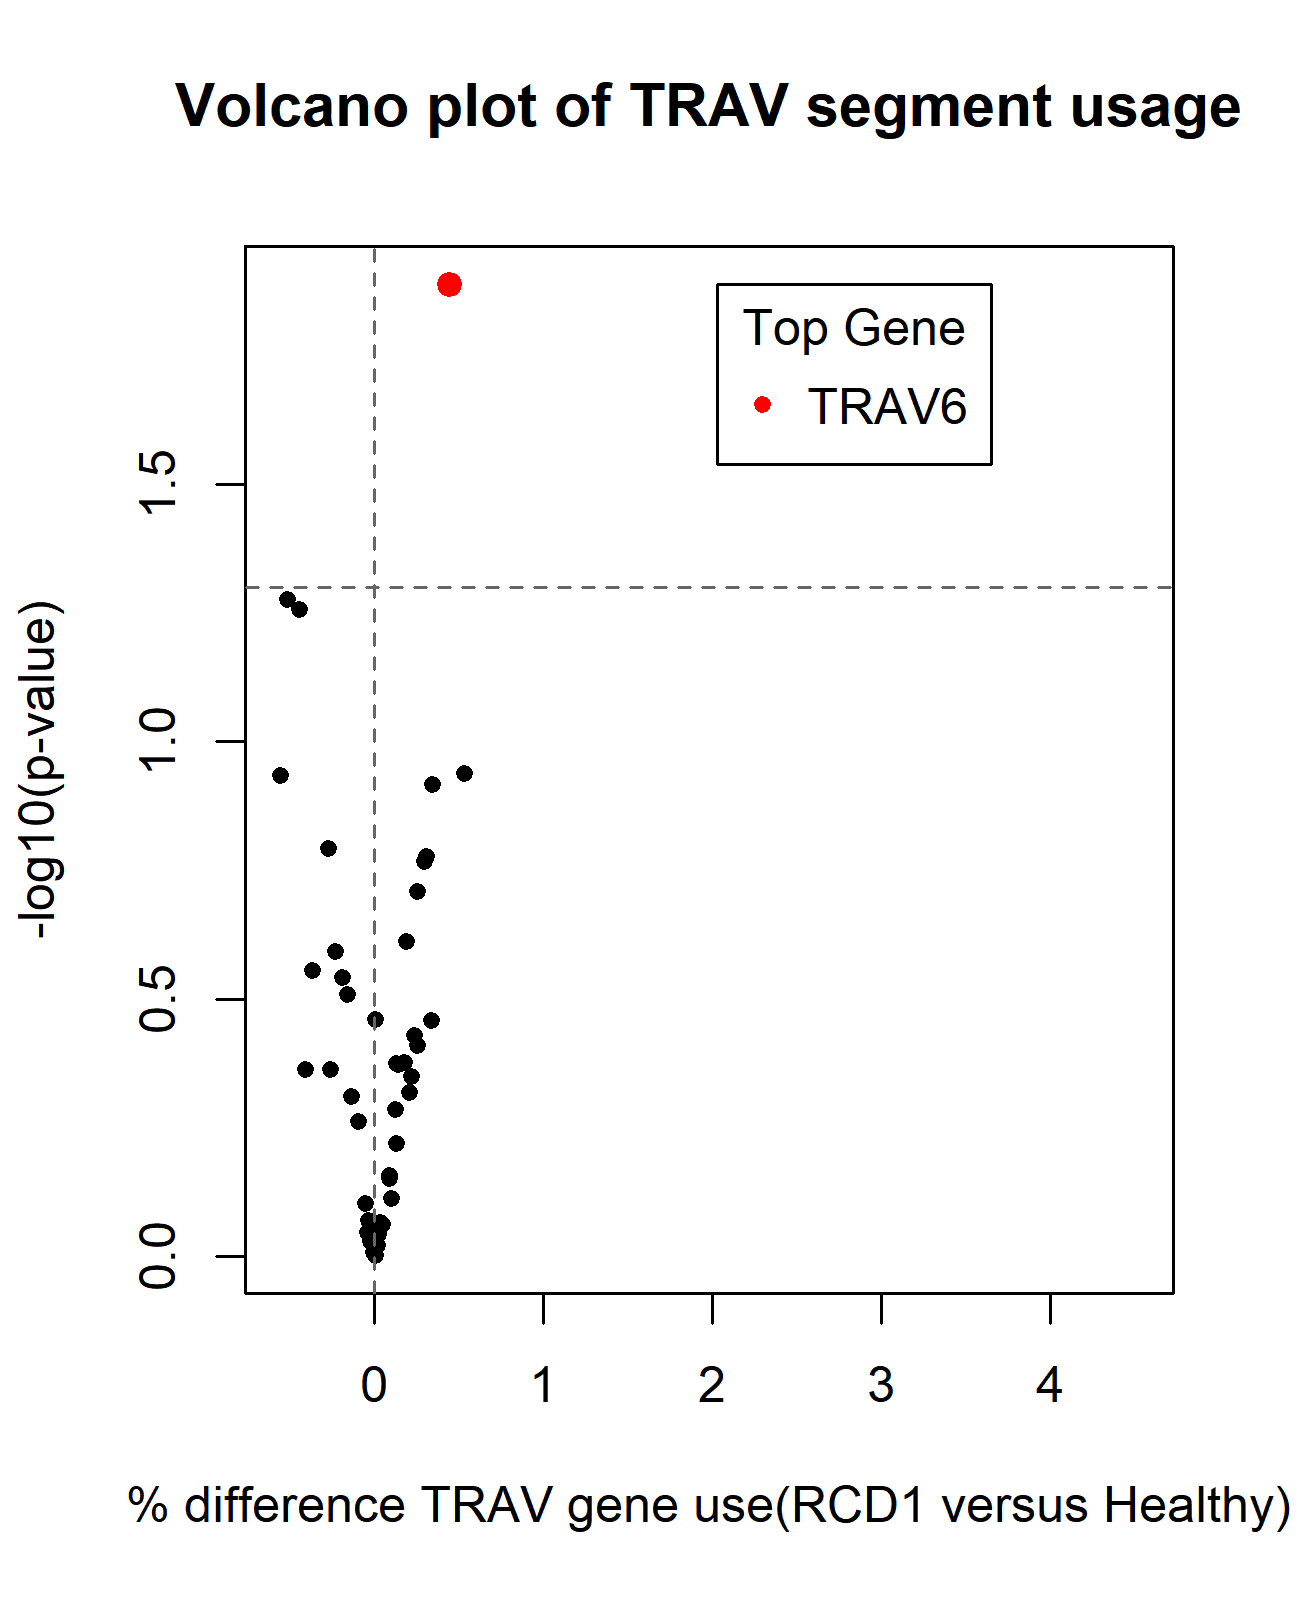 Volcano plot of TRAV segment usage
Top Gene
TRAV6
1.5
1.0
0.5
0.0
-log10(p-value)
0 1 2 3 4
% difference TRAV gene use(RCD1 versus Healthy)